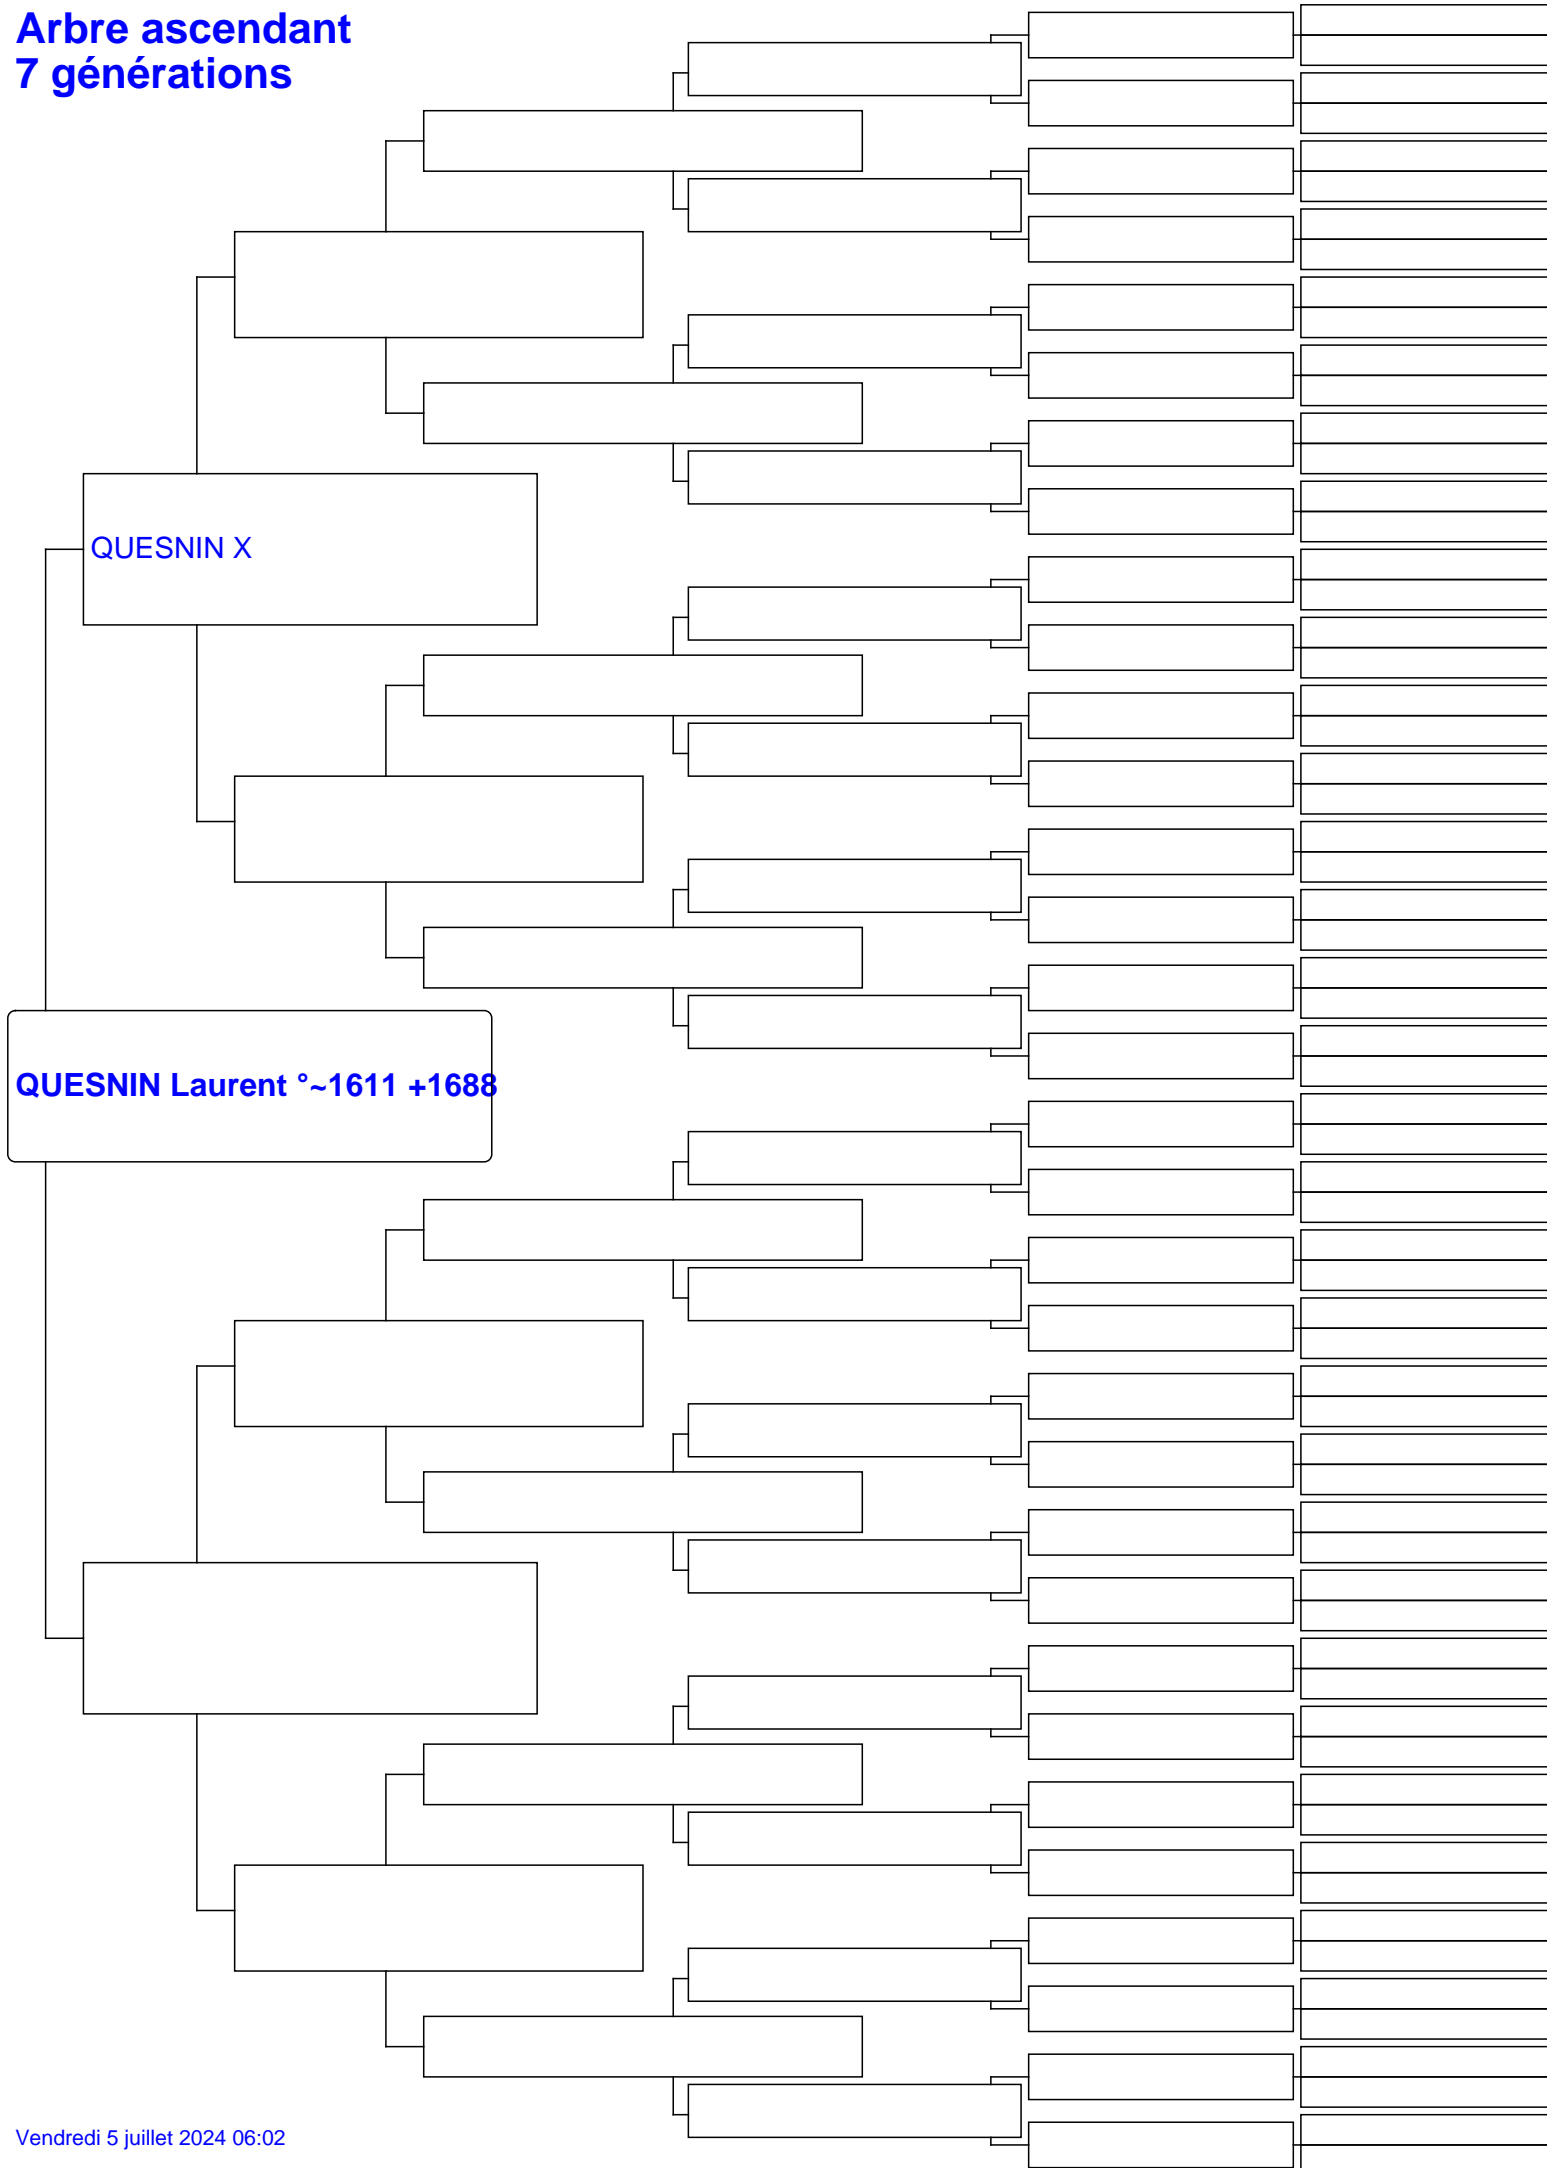 Arbre ascendant
7 générations
QUESNIN X
QUESNIN Laurent °~1611 +1688
Vendredi 5 juillet 2024 06:02